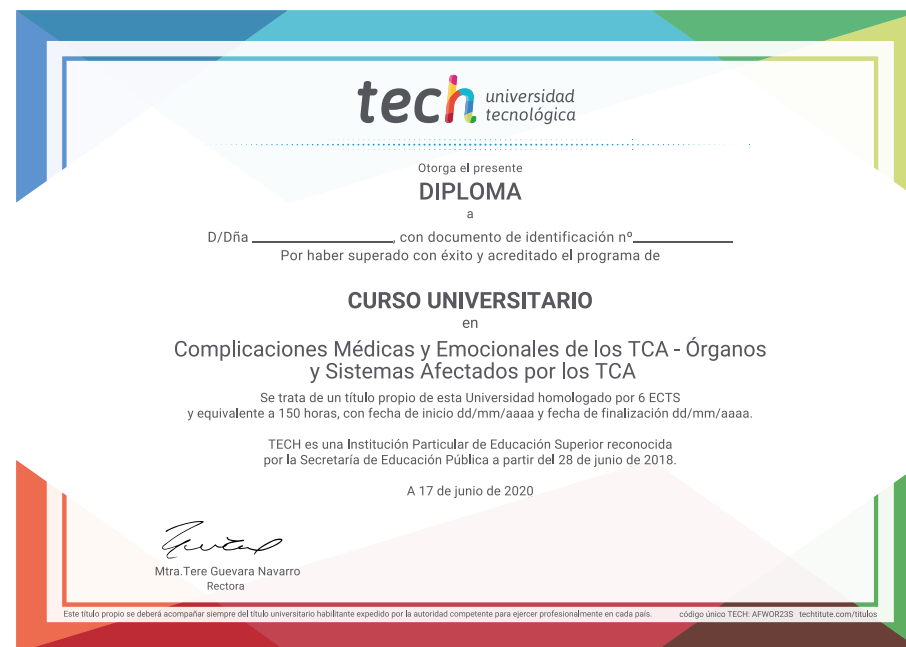 tech universidad
tecnológica
Otorga el presente
DIPLOMA
a
D/Dña ____________________, con documento de identificación nº______________
Por haber superado con éxito y acreditado el programa de
CURSO UNIVERSITARIO
en
Complicaciones Médicas y Emocionales de los TCA - Órganos
y Sistemas Afectados por los TCA
Se trata de un título propio de esta Universidad homologado por 6 ECTS
y equivalente a 150 horas, con fecha de inicio dd/mm/aaaa y fecha de finalización dd/mm/aaaa.
TECH es una Institución Particular de Educación Superior reconocida
por la Secretaría de Educación Pública a partir del 28 de junio de 2018.
A 17 de junio de 2020
Mtra.Tere Guevara Navarro
Rectora
Este título propio se deberá acompañar siempre del título universitario habilitante expedido por la autoridad competente para ejercer profesionalmente en cada país. código único TECH: AFWOR23S techtitute.com/títulos